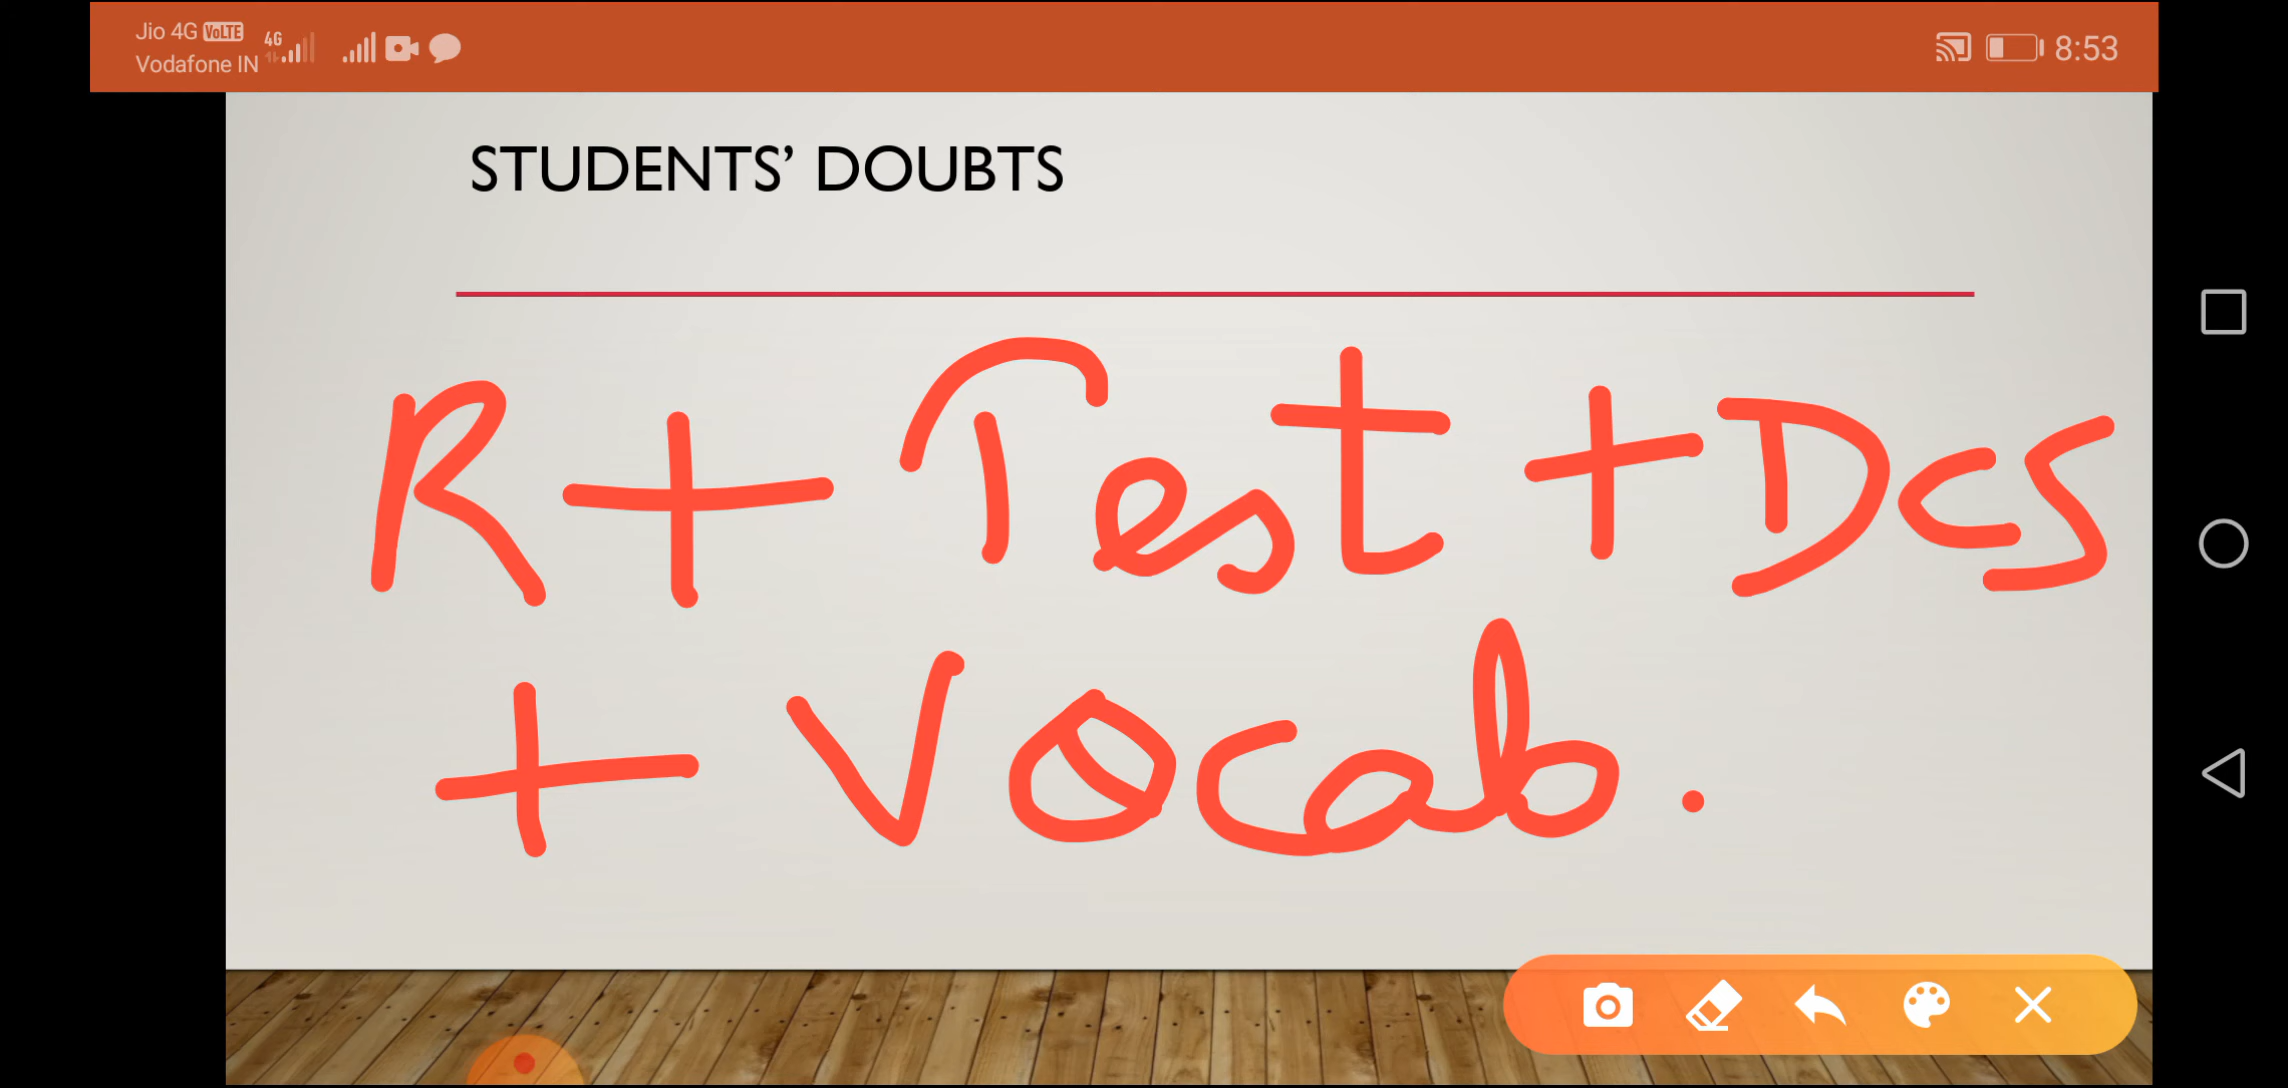 Jio 4G VoLTE
Vodafone IN 4G
8:53
STUDENTS' DOUBTS
R + Test + Dcs
+ Vocab.